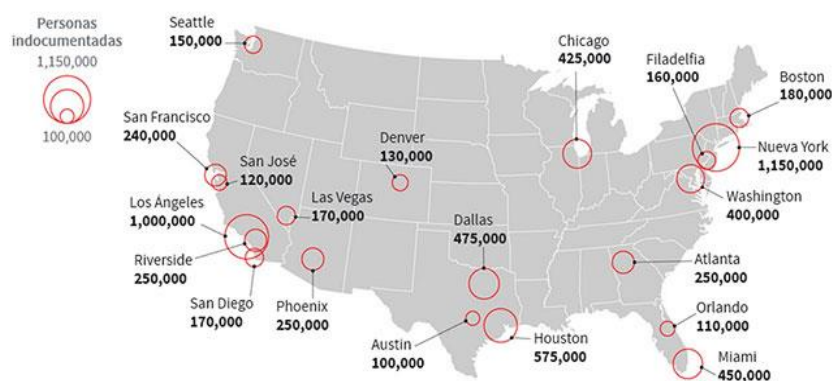 Personas
indocumentadas
1,150,000
100,000
Seattle
150,000
San Francisco
240,000
San José
120,000
Los Ángeles
1,000,000
Riverside
250,000
San Diego
170,000
Las Vegas
170,000
Phoenix
250,000
Denver
130,000
Dallas
475,000
Austin
100,000
Houston
575,000
Chicago
425,000
Filadelfia
160,000
Boston
180,000
Nueva York
1,150,000
Washington
400,000
Atlanta
250,000
Orlando
110,000
Miami
450,000